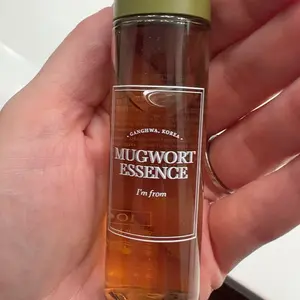 · GANGHWA, KOREA ·
MUGWORT
ESSENCE
I'm from